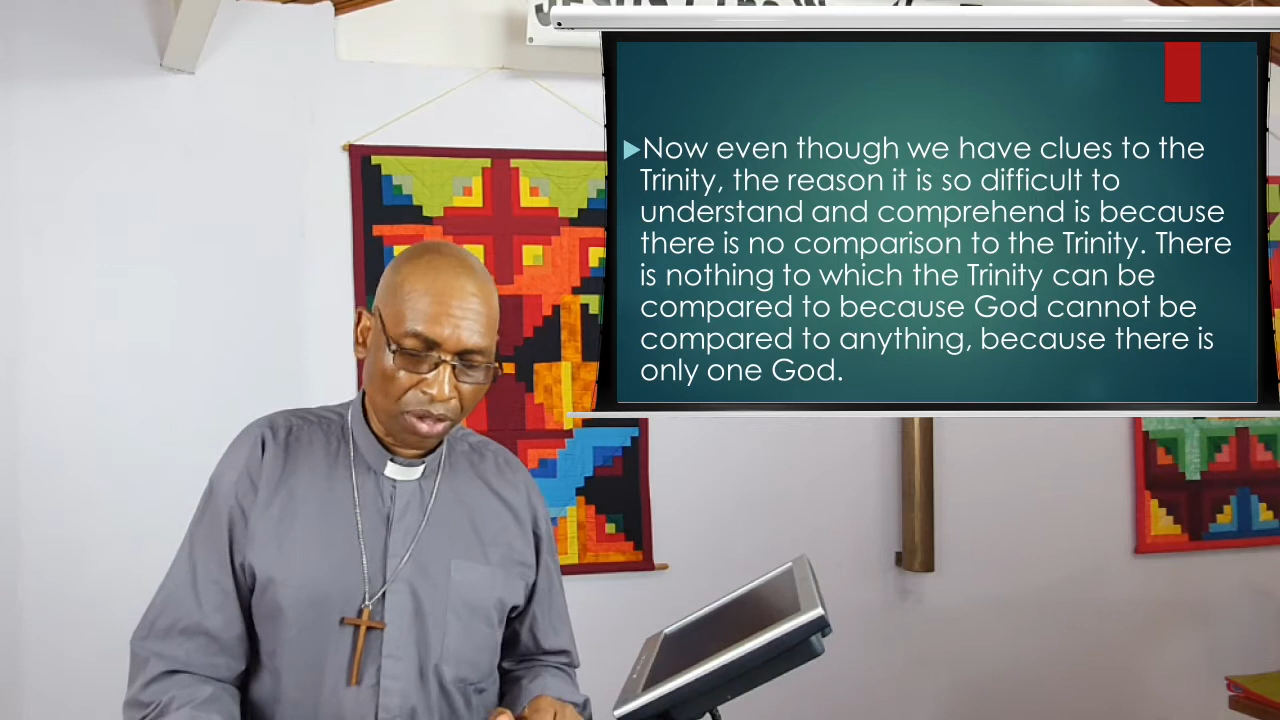 Now even though we have clues to the
Trinity, the reason it is so difficult to
understand and comprehend is because
there is no comparison to the Trinity. There
is nothing to which the Trinity can be
compared to because God cannot be
compared to anything, because there is
only one God.